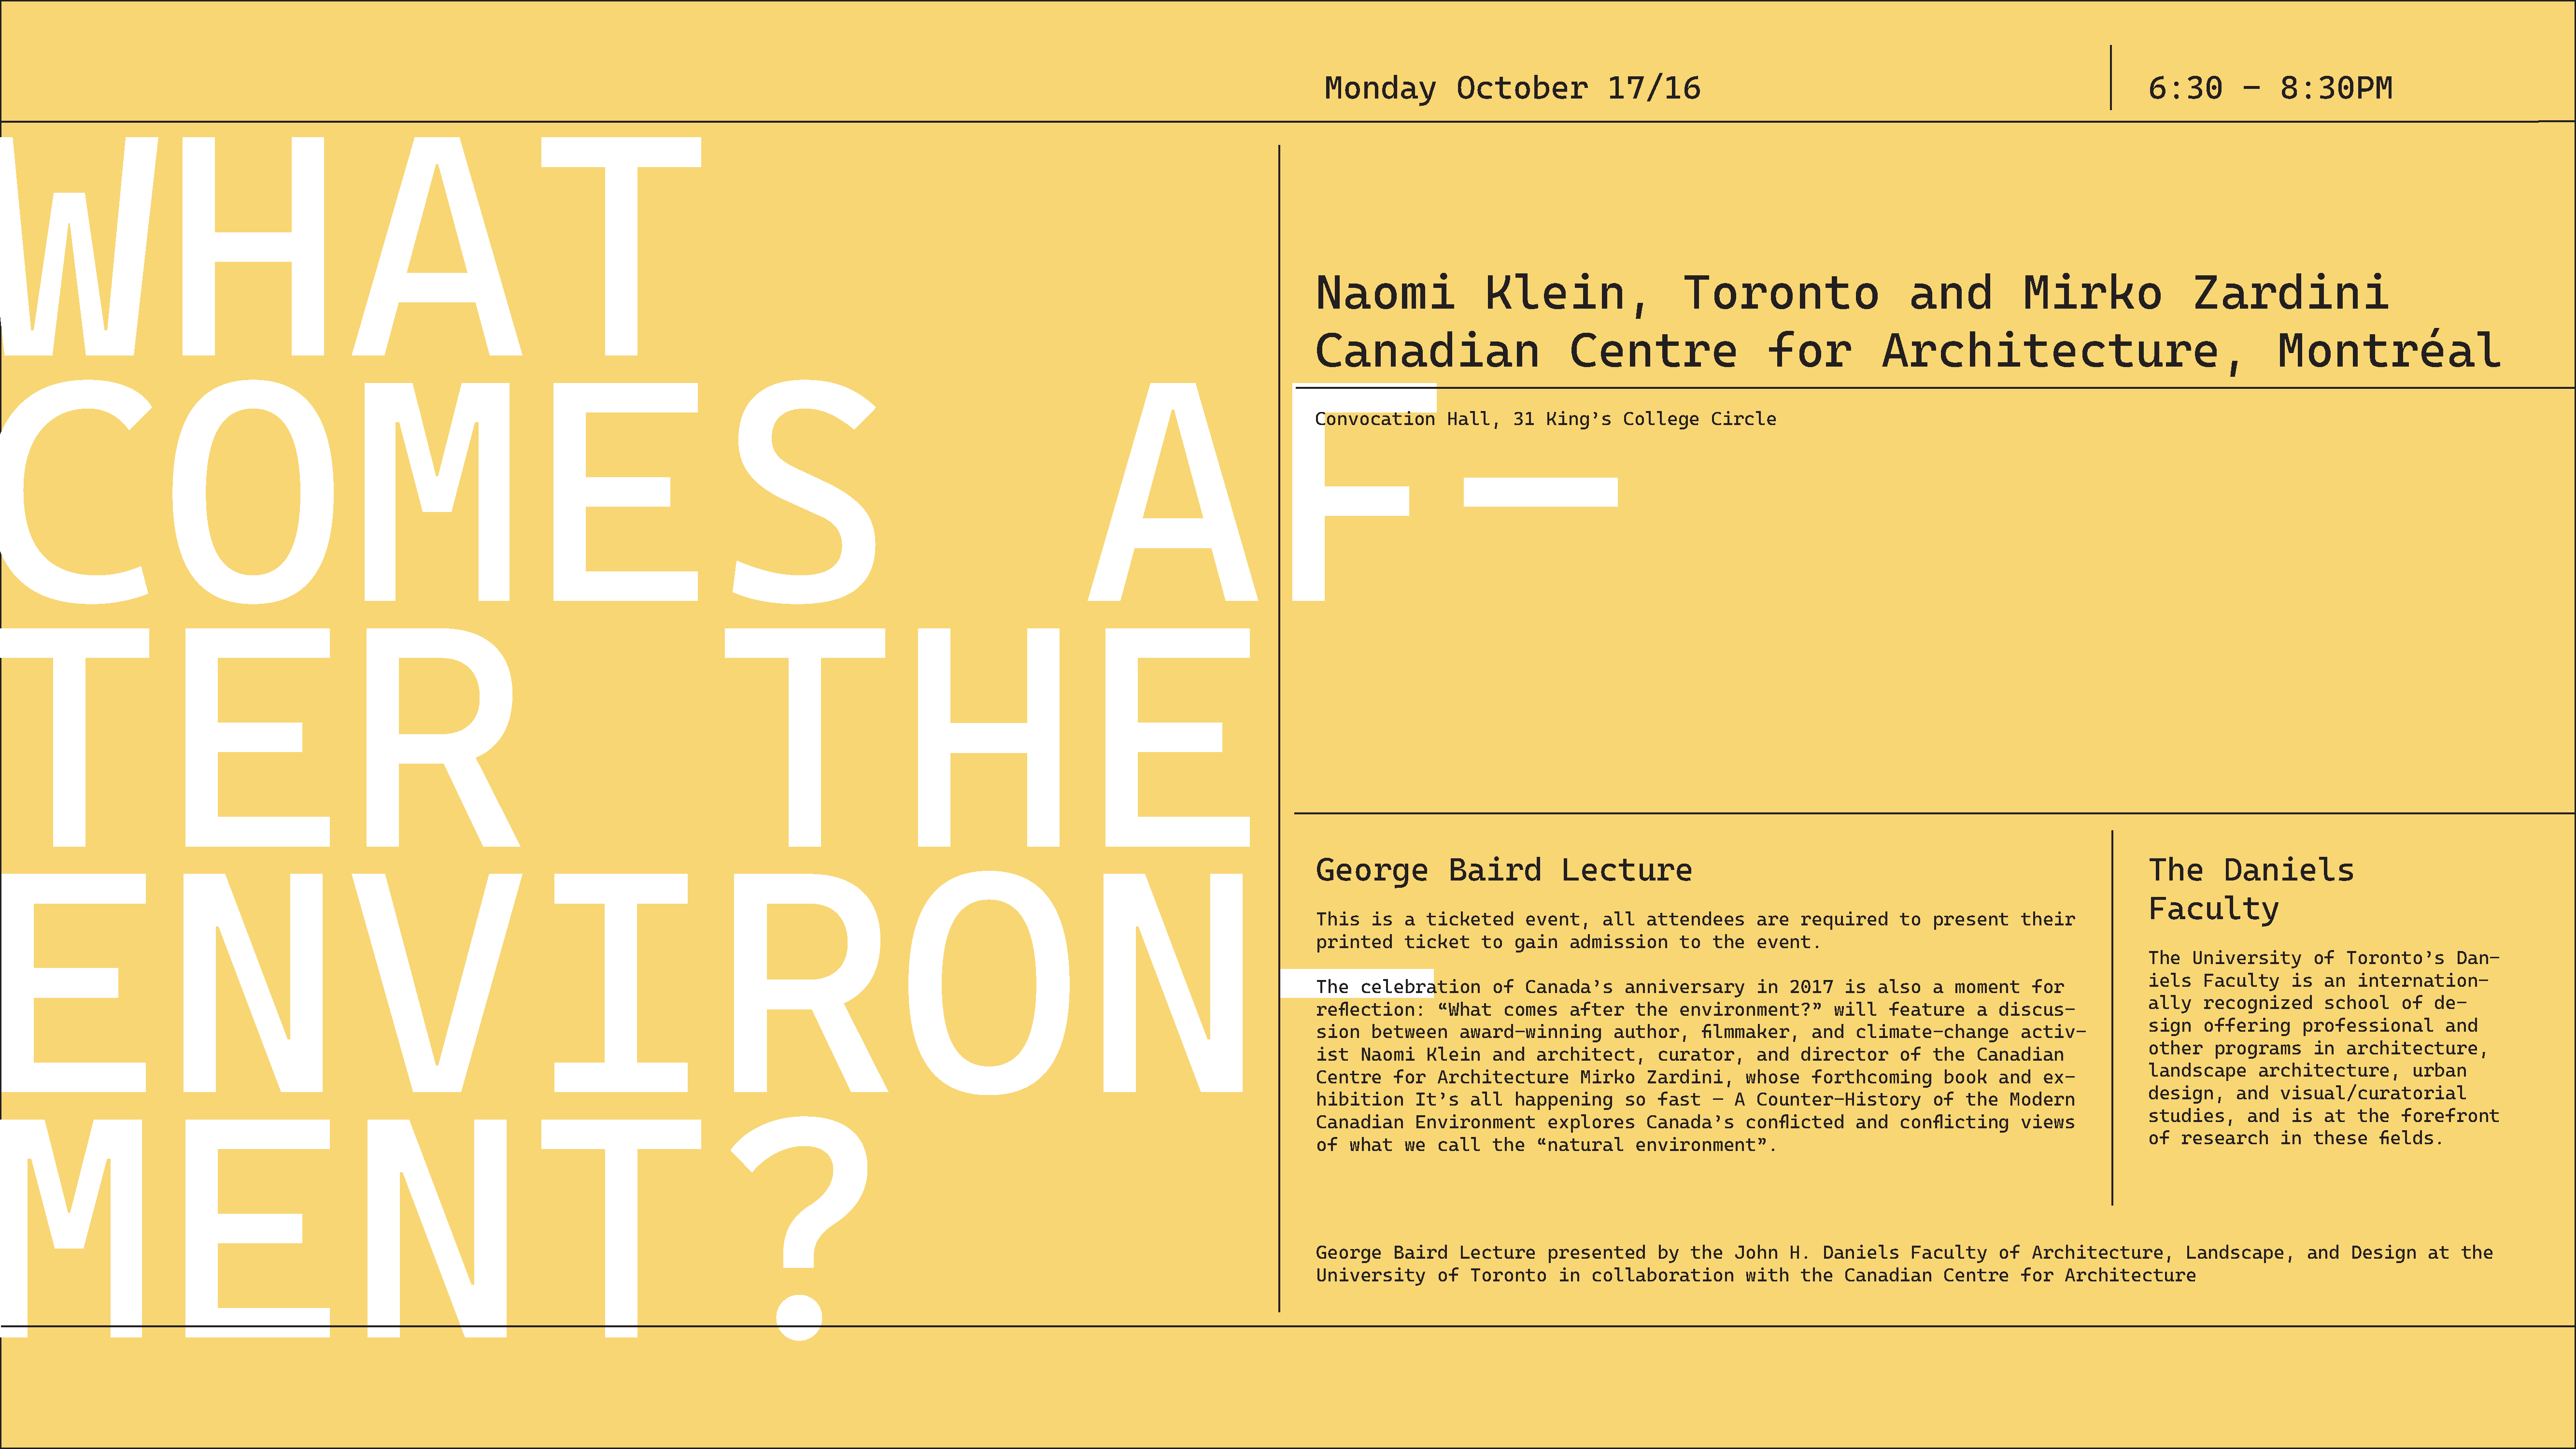 Monday October 17/16
6:30 – 8:30PM
WHAT
COMES AF–
TER THE
ENVIRON–
MENT?
Naomi Klein, Toronto and Mirko Zardini
Canadian Centre for Architecture, Montréal
Convocation Hall, 31 King’s College Circle
George Baird Lecture
This is a ticketed event, all attendees are required to present their
printed ticket to gain admission to the event.
The celebration of Canada’s anniversary in 2017 is also a moment for
reflection: “What comes after the environment?” will feature a discus-
sion between award-winning author, filmmaker, and climate-change activ-
ist Naomi Klein and architect, curator, and director of the Canadian
Centre for Architecture Mirko Zardini, whose forthcoming book and ex-
hibition It’s all happening so fast – A Counter-History of the Modern
Canadian Environment explores Canada’s conflicted and conflicting views
of what we call the “natural environment”.
The Daniels
Faculty
The University of Toronto’s Dan-
iels Faculty is an internation-
ally recognized school of de-
sign offering professional and
other programs in architecture,
landscape architecture, urban
design, and visual/curatorial
studies, and is at the forefront
of research in these fields.
George Baird Lecture presented by the John H. Daniels Faculty of Architecture, Landscape, and Design at the
University of Toronto in collaboration with the Canadian Centre for Architecture